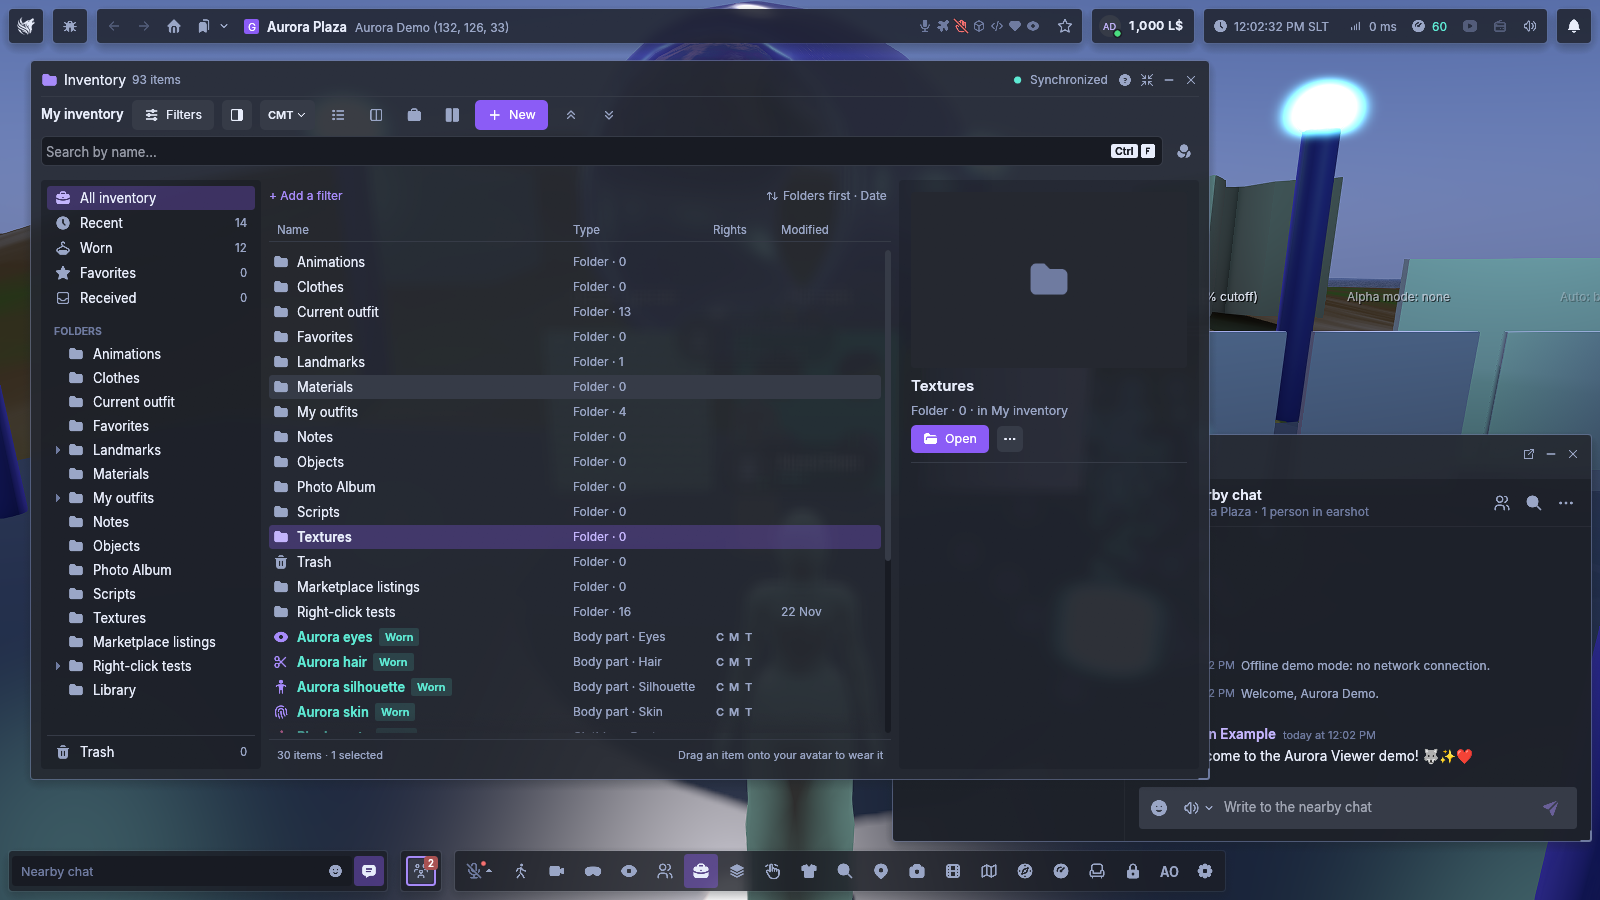 Aurora Plaza Aurora Demo (132, 126, 33)
AD 1,000 L$
12:02:32 PM SLT 0 ms 60
Inventory 93 items
Synchronized
My inventory Filters CMT + New
Search by name... Ctrl F
All inventory
Recent 14
Worn 12
Favorites 0
Received 0
FOLDERS
Animations
Clothes
Current outfit
Favorites
Landmarks
Materials
My outfits
Notes
Objects
Photo Album
Scripts
Textures
Marketplace listings
Right-click tests
Library
Trash 0
+ Add a filter Folders first · Date
Name Type Rights Modified
Animations Folder · 0
Clothes Folder · 0
Current outfit Folder · 13
Favorites Folder · 0
Landmarks Folder · 1
Materials Folder · 0
My outfits Folder · 4
Notes Folder · 0
Objects Folder · 0
Photo Album Folder · 0
Scripts Folder · 0
Textures Folder · 0
Trash Folder · 0
Marketplace listings Folder · 0
Right-click tests Folder · 16 22 Nov
Aurora eyes Worn Body part · Eyes C M T
Aurora hair Worn Body part · Hair C M T
Aurora silhouette Worn Body part · Silhouette C M T
Aurora skin Worn Body part · Skin C M T
30 items · 1 selected Drag an item onto your avatar to wear it
Textures
Folder · 0 · in My inventory
Open
% cutoff) Alpha mode: none Auto: b
rby chat
ra Plaza · 1 person in earshot
2 PM Offline demo mode: no network connection.
2 PM Welcome, Aurora Demo.
n Example today at 12:02 PM
come to the Aurora Viewer demo! 🐺✨❤️
Write to the nearby chat
Nearby chat
2
AO